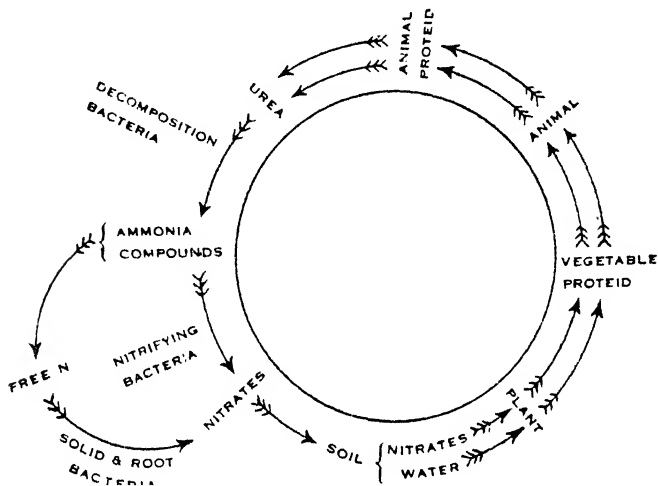 ANIMAL
PROTEID
UREA
DECOMPOSITION
BACTERIA
ANIMAL
AMMONIA
COMPOUNDS
VEGETABLE
PROTEID
NITRIFYING
BACTERIA
FREE N
NITRATES
PLANT
SOIL
NITRATES
WATER
SOLID & ROOT
BACTERIA